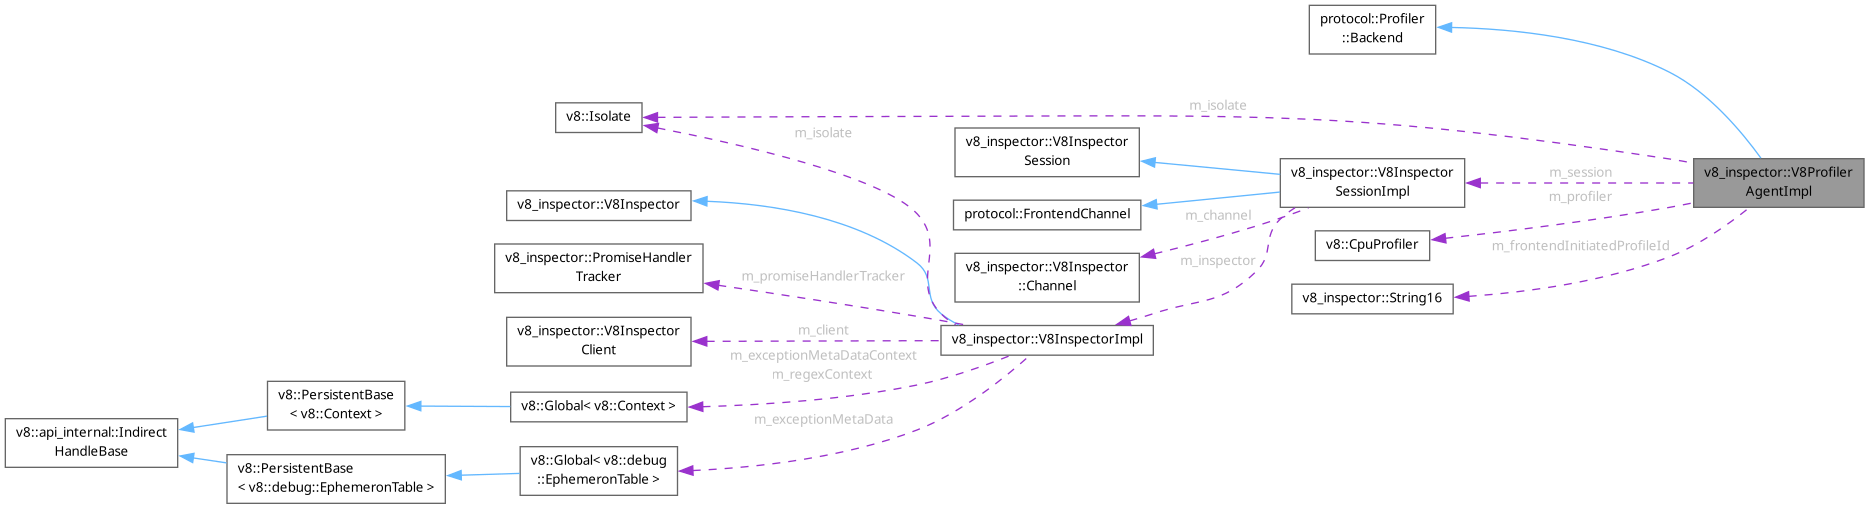 protocol::Profiler
::Backend
m_isolate
v8::Isolate
m_isolate
v8_inspector::V8Inspector
Session
v8_inspector::V8Inspector
SessionImpl
m_session
v8_inspector::V8Profiler
AgentImpl
m_profiler
v8_inspector::V8Inspector
protocol::FrontendChannel
m_channel
v8::CpuProfiler
m_frontendInitiatedProfileId
v8_inspector::PromiseHandler
Tracker
m_promiseHandlerTracker
v8_inspector::V8Inspector
::Channel
m_inspector
v8_inspector::String16
v8_inspector::V8Inspector
Client
m_client
v8_inspector::V8InspectorImpl
m_exceptionMetaDataContext
m_regexContext
v8::PersistentBase
< v8::Context >
v8::Global< v8::Context >
m_exceptionMetaData
v8::api_internal::Indirect
HandleBase
v8::PersistentBase
< v8::debug::EphemeronTable >
v8::Global< v8::debug
::EphemeronTable >